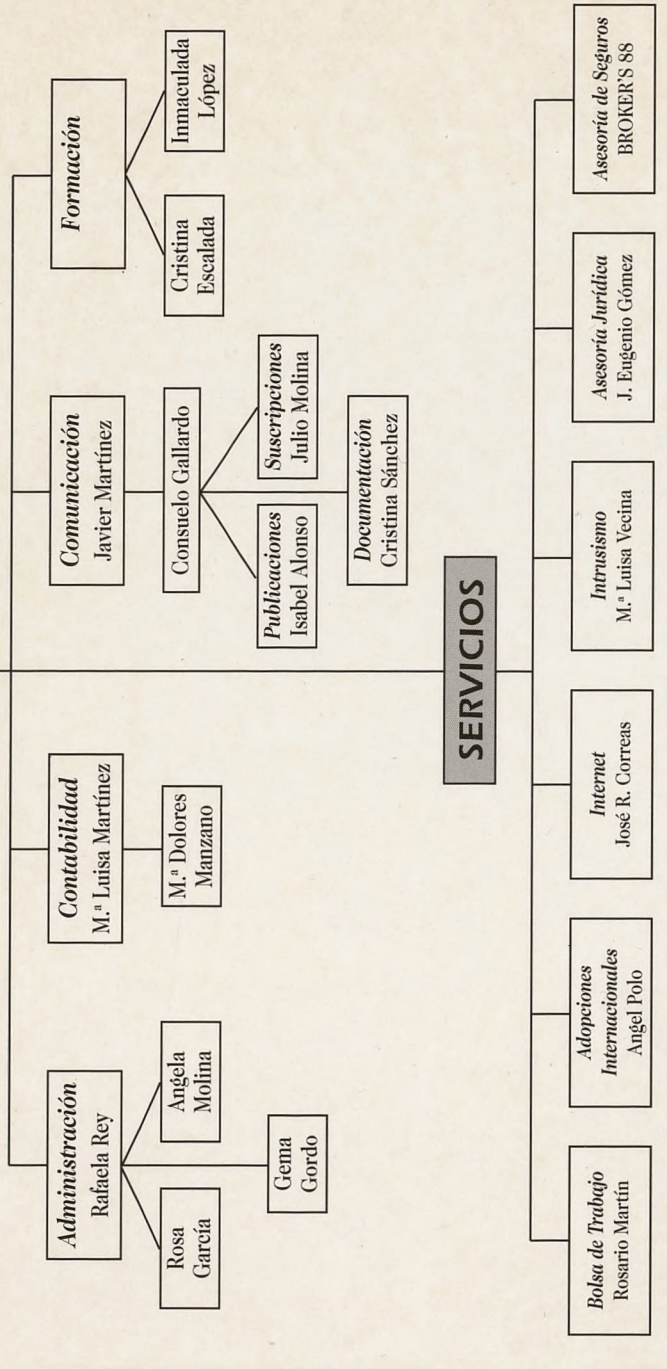 Administración
Rafaela Rey
Rosa
García
Angela
Molina
Gema
Gordo
Contabilidad
M.ª Luisa Martínez
M.ª Dolores
Manzano
Comunicación
Javier Martínez
Consuelo Gallardo
Publicaciones
Isabel Alonso
Suscripciones
Julio Molina
Documentación
Cristina Sánchez
Formación
Cristina
Escalada
Inmaculada
López
SERVICIOS
Bolsa de Trabajo
Rosario Martín
Adopciones
Internacionales
Angel Polo
Internet
José R. Correas
Intrusismo
M.ª Luisa Vecina
Asesoría Jurídica
J. Eugenio Gómez
Asesoría de Seguros
BROKER'S 88